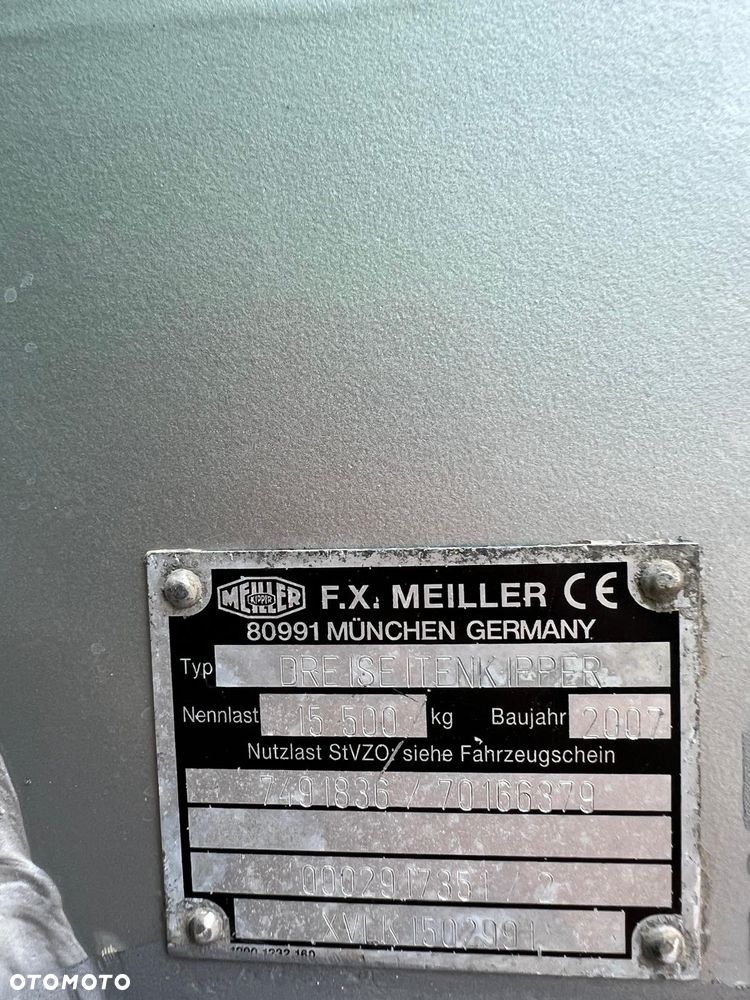 MEILLER KIPPER F.X. MEILLER CE
80991 MÜNCHEN GERMANY
Typ DREISEITENKIPPER
Nennlast 15 500 kg Baujahr 2007
Nutzlast StVZO: siehe Fahrzeugschein
7491836 / 70166379
0002917351 / 2
1502991
OTOMOTO